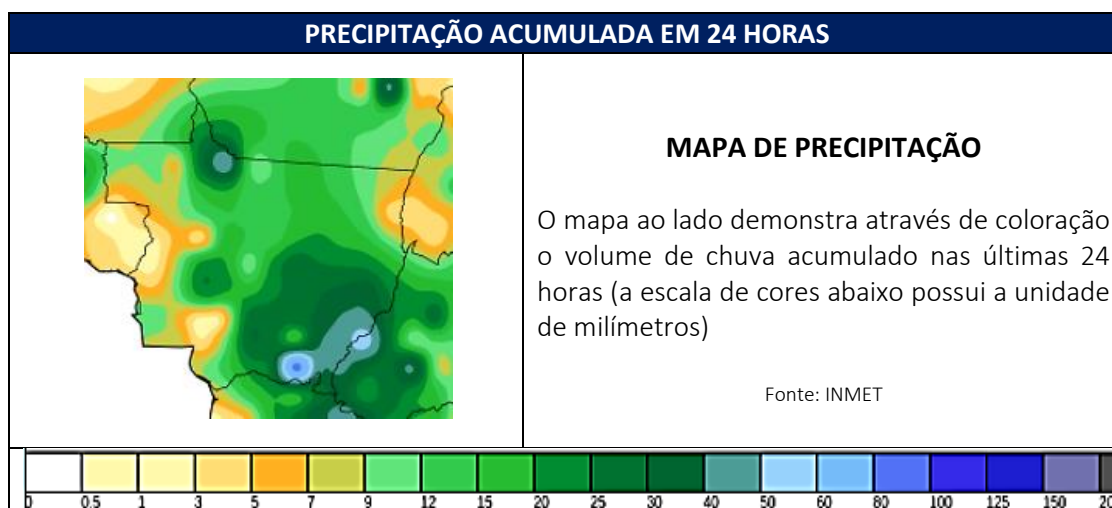 PRECIPITAÇÃO ACUMULADA EM 24 HORAS
MAPA DE PRECIPITAÇÃO
O mapa ao lado demonstra através de coloração
o volume de chuva acumulado nas últimas 24
horas (a escala de cores abaixo possui a unidade
de milímetros)
Fonte: INMET
0 0.5 1 3 5 7 9 12 15 20 25 30 40 50 60 80 100 125 150